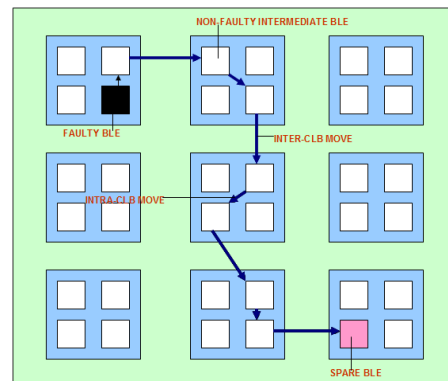 NON-FAULTY INTERMEDIATE BLE
FAULTY BLE
INTER-CLB MOVE
INTRA-CLB MOVE
SPARE BLE